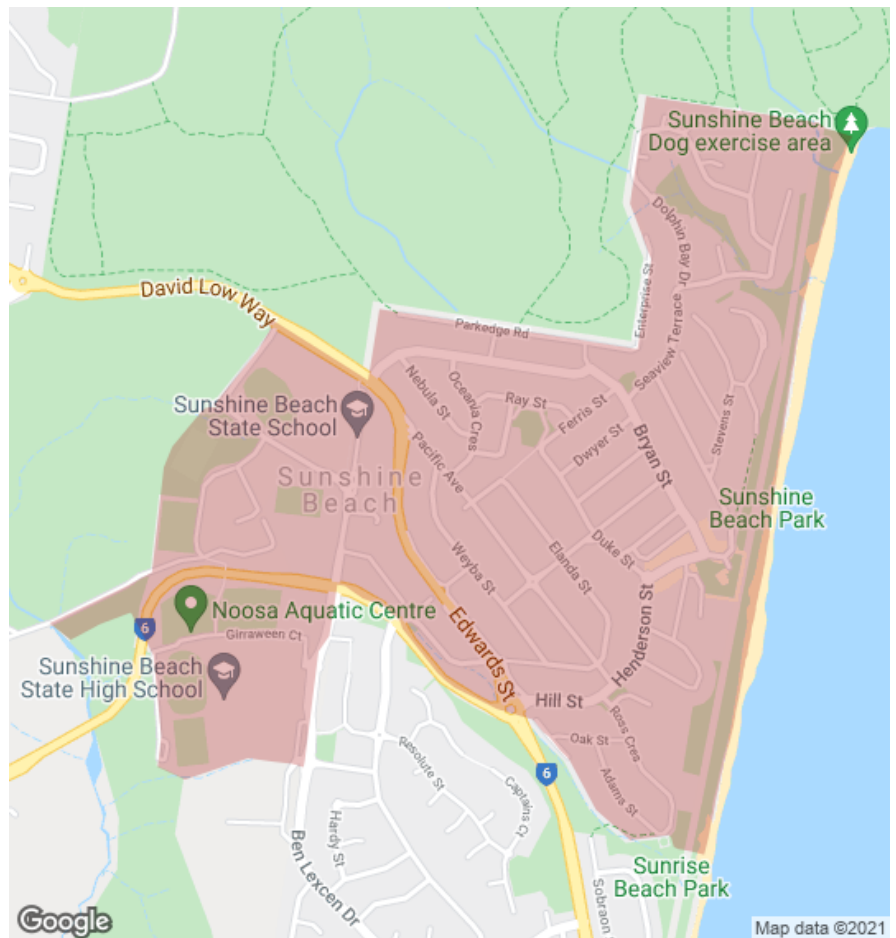 Sunshine Beach
Dog exercise area
Dolphin Bay Dr
David Low Way
Enterprise St
Parkedge Rd
Seaview Terrace
Nebula St
Oceania Cres
Ray St
Ferris St
Sunshine Beach
State School
Dwyer St
Bryan St
Stevens St
Pacific Ave
Sunshine
Beach
Sunshine
Beach Park
Duke St
Elanda St
Weyba St
6
Noosa Aquatic Centre
Girraween Ct
Henderson St
Edwards St
Sunshine Beach
State High School
Hill St
Ross Cres
Oak St
6
Resolute St
Captains Ct
Adams St
Hardy St
Ben Lexcen Dr
Sunrise
Beach Park
Sobraon
Google
Map data ©2021